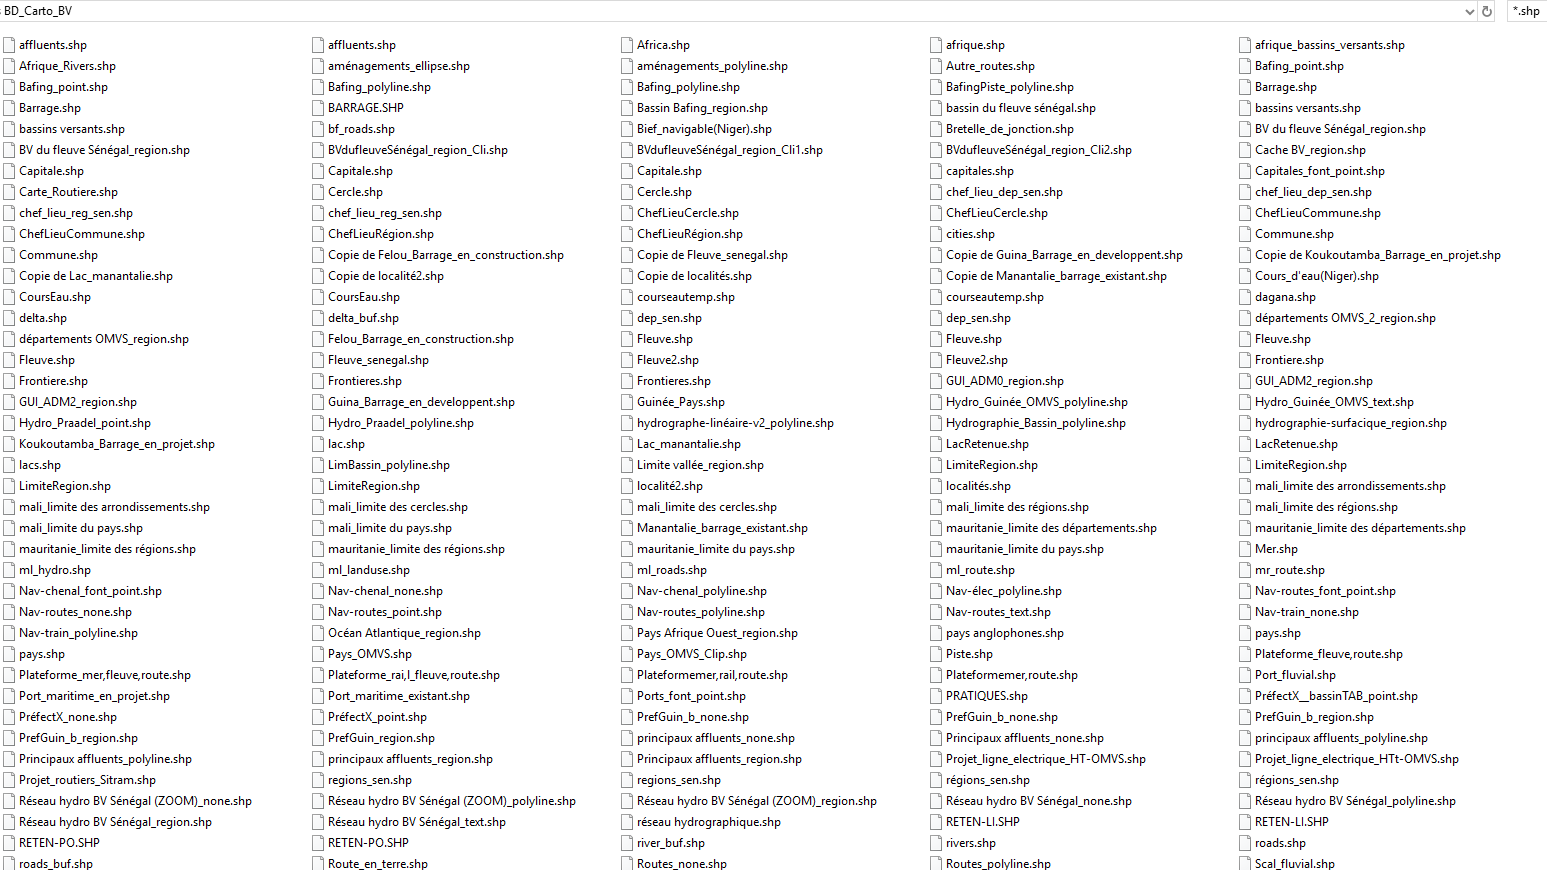 BD_Carto_BV *.shp
affluents.shp affluents.shp Africa.shp afrique.shp afrique_bassins_versants.shp
Afrique_Rivers.shp aménagements_ellipse.shp aménagements_polyline.shp Autre_routes.shp Bafing_point.shp
Bafing_point.shp Bafing_polyline.shp Bafing_polyline.shp BafingPiste_polyline.shp Barrage.shp
Barrage.shp BARRAGE.SHP Bassin Bafing_region.shp bassin du fleuve sénégal.shp bassins versants.shp
bassins versants.shp bf_roads.shp Bief_navigable(Niger).shp Bretelle_de_jonction.shp BV du fleuve Sénégal_region.shp
BV du fleuve Sénégal_region.shp BVdufleuveSénégal_region_Cli.shp BVdufleuveSénégal_region_Cli1.shp BVdufleuveSénégal_region_Cli2.shp Cache BV_region.shp
Capitale.shp Capitale.shp Capitale.shp capitales.shp Capitales_font_point.shp
Carte_Routiere.shp Cercle.shp Cercle.shp chef_lieu_dep_sen.shp chef_lieu_dep_sen.shp
chef_lieu_reg_sen.shp chef_lieu_reg_sen.shp ChefLieuCercle.shp ChefLieuCercle.shp ChefLieuCommune.shp
ChefLieuCommune.shp ChefLieuRégion.shp ChefLieuRégion.shp cities.shp Commune.shp
Commune.shp Copie de Felou_Barrage_en_construction.shp Copie de Fleuve_senegal.shp Copie de Guina_Barrage_en_developpent.shp Copie de Koukoutamba_Barrage_en_projet.shp
Copie de Lac_manantalie.shp Copie de localité2.shp Copie de localités.shp Copie de Manantalie_barrage_existant.shp Cours_d'eau(Niger).shp
CoursEau.shp CoursEau.shp courseautemp.shp courseautemp.shp dagana.shp
delta.shp delta_buf.shp dep_sen.shp dep_sen.shp départements OMVS_2_region.shp
départements OMVS_region.shp Felou_Barrage_en_construction.shp Fleuve.shp Fleuve.shp Fleuve.shp
Fleuve.shp Fleuve_senegal.shp Fleuve2.shp Fleuve2.shp Frontiere.shp
Frontiere.shp Frontieres.shp Frontieres.shp GUI_ADM0_region.shp GUI_ADM2_region.shp
GUI_ADM2_region.shp Guina_Barrage_en_developpent.shp Guinée_Pays.shp Hydro_Guinée_OMVS_polyline.shp Hydro_Guinée_OMVS_text.shp
Hydro_Praadel_point.shp Hydro_Praadel_polyline.shp hydrographe-linéaire-v2_polyline.shp Hydrographie_Bassin_polyline.shp hydrographie-surfacique_region.shp
Koukoutamba_Barrage_en_projet.shp lac.shp Lac_manantalie.shp LacRetenue.shp LacRetenue.shp
lacs.shp LimBassin_polyline.shp Limite vallée_region.shp LimiteRegion.shp LimiteRegion.shp
LimiteRegion.shp LimiteRegion.shp localité2.shp localités.shp mali_limite des arrondissements.shp
mali_limite des arrondissements.shp mali_limite des cercles.shp mali_limite des cercles.shp mali_limite des régions.shp mali_limite des régions.shp
mali_limite du pays.shp mali_limite du pays.shp Manantalie_barrage_existant.shp mauritanie_limite des départements.shp mauritanie_limite des départements.shp
mauritanie_limite des régions.shp mauritanie_limite des régions.shp mauritanie_limite du pays.shp mauritanie_limite du pays.shp Mer.shp
ml_hydro.shp ml_landuse.shp ml_roads.shp ml_route.shp mr_route.shp
Nav-chenal_font_point.shp Nav-chenal_none.shp Nav-chenal_polyline.shp Nav-élec_polyline.shp Nav-routes_font_point.shp
Nav-routes_none.shp Nav-routes_point.shp Nav-routes_polyline.shp Nav-routes_text.shp Nav-train_none.shp
Nav-train_polyline.shp Océan Atlantique_region.shp Pays Afrique Ouest_region.shp pays anglophones.shp pays.shp
pays.shp Pays_OMVS.shp Pays_OMVS_Clip.shp Piste.shp Plateforme_fleuve,route.shp
Plateforme_mer,fleuve,route.shp Plateforme_rai,l_fleuve,route.shp Plateformemer,rail,route.shp Plateformemer,route.shp Port_fluvial.shp
Port_maritime_en_projet.shp Port_maritime_existant.shp Ports_font_point.shp PRATIQUES.shp PréfectX__bassinTAB_point.shp
PréfectX_none.shp PréfectX_point.shp PrefGuin_b_none.shp PrefGuin_b_none.shp PrefGuin_b_region.shp
PrefGuin_b_region.shp PrefGuin_region.shp principaux affluents_none.shp Principaux affluents_none.shp principaux affluents_polyline.shp
Principaux affluents_polyline.shp principaux affluents_region.shp Principaux affluents_region.shp Projet_ligne_electrique_HT-OMVS.shp Projet_ligne_electrique_HTt-OMVS.shp
Projet_routiers_Sitram.shp regions_sen.shp regions_sen.shp régions_sen.shp régions_sen.shp
Réseau hydro BV Sénégal (ZOOM)_none.shp Réseau hydro BV Sénégal (ZOOM)_polyline.shp Réseau hydro BV Sénégal (ZOOM)_region.shp Réseau hydro BV Sénégal_none.shp Réseau hydro BV Sénégal_polyline.shp
Réseau hydro BV Sénégal_region.shp Réseau hydro BV Sénégal_text.shp réseau hydrographique.shp RETEN-LI.SHP RETEN-LI.SHP
RETEN-PO.SHP RETEN-PO.SHP river_buf.shp rivers.shp roads.shp
roads_buf.shp Route_en_terre.shp Routes_none.shp Routes_polyline.shp Scal_fluvial.shp